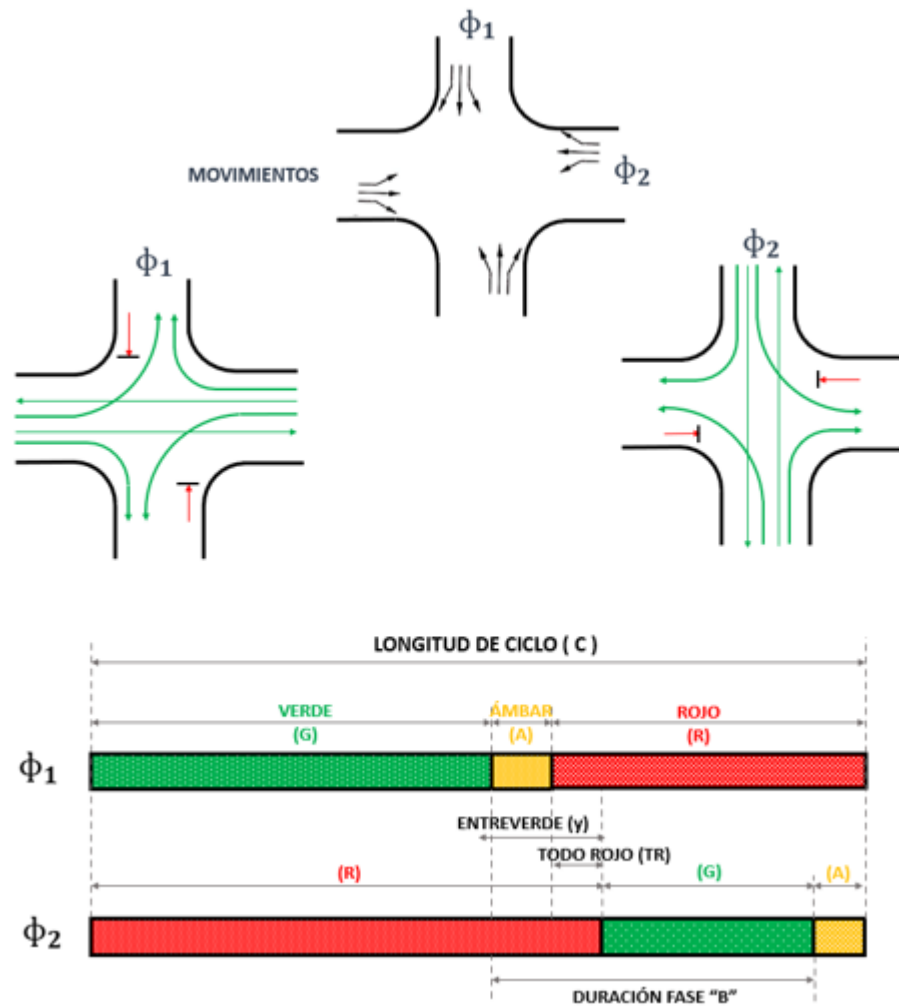 ϕ1
MOVIMIENTOS
ϕ2
ϕ1
ϕ2
LONGITUD DE CICLO ( C )
VERDE
(G)
ÁMBAR
(A)
ROJO
(R)
ϕ1
ENTREVERDE (y)
TODO ROJO (TR)
(R)
(G)
(A)
ϕ2
DURACIÓN FASE “B”